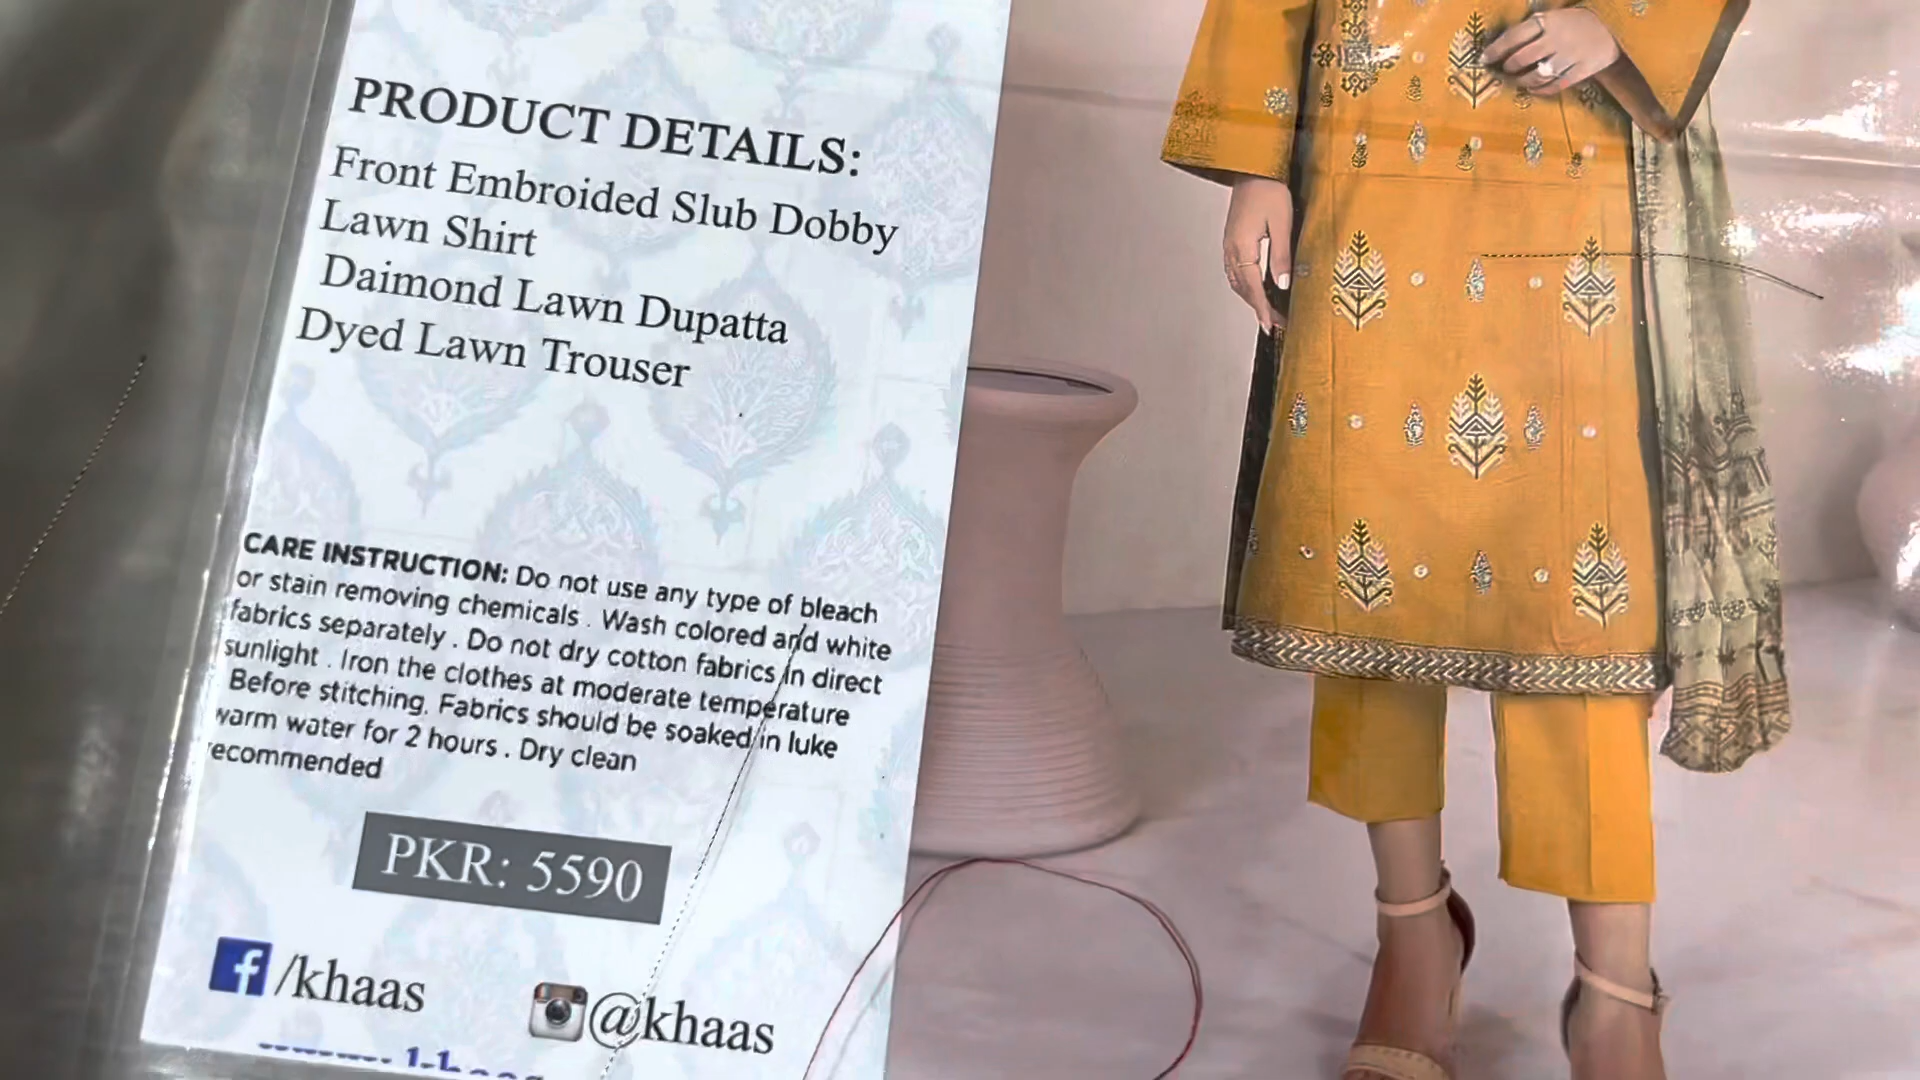 PRODUCT DETAILS:
Front Embroided Slub Dobby
Lawn Shirt
Daimond Lawn Dupatta
Dyed Lawn Trouser
CARE INSTRUCTION: Do not use any type of bleach
or stain removing chemicals . Wash colored and white
fabrics separately . Do not dry cotton fabrics in direct
sunlight . Iron the clothes at moderate temperature
Before stitching. Fabrics should be soaked in luke
warm water for 2 hours . Dry clean
recommended
PKR: 5590
/khaas
@khaas